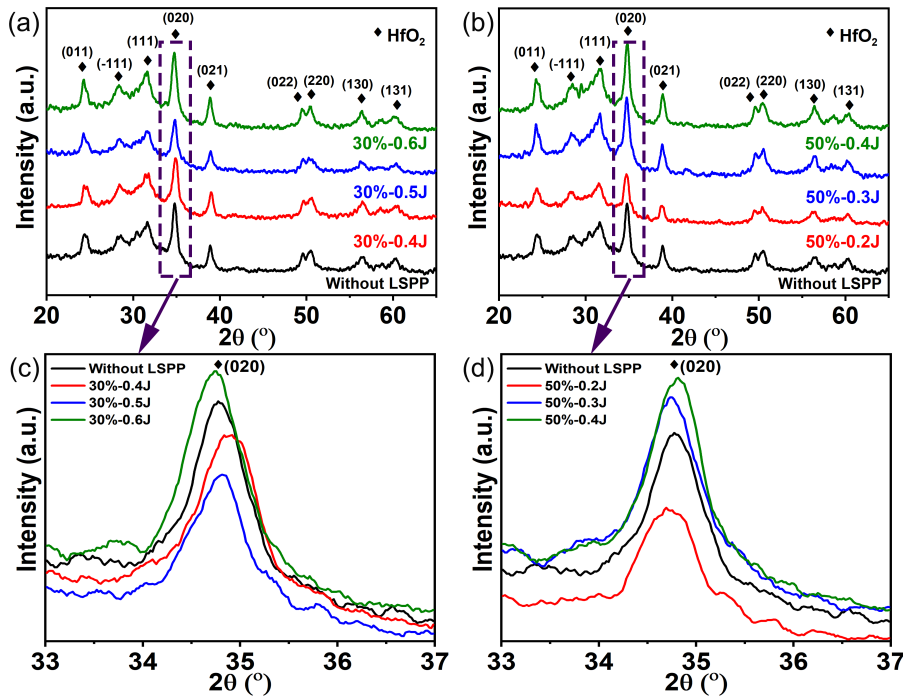 (a)
(020)
HfO₂
(011)
(-111)
(111)
(021)
(022) (220)
(130)
(131)
30%-0.6J
30%-0.5J
30%-0.4J
Without LSPP
Intensity (a.u.)
20 30 40 50 60
2θ (°)
(b)
(020)
HfO₂
(011)
(-111)
(111)
(021)
(022) (220)
(130)
(131)
50%-0.4J
50%-0.3J
50%-0.2J
Without LSPP
Intensity (a.u.)
20 30 40 50 60
2θ (°)
(c)
Without LSPP
30%-0.4J
30%-0.5J
30%-0.6J
(020)
Intensity (a.u.)
33 34 35 36 37
2θ (°)
(d)
Without LSPP
50%-0.2J
50%-0.3J
50%-0.4J
(020)
Intensity (a.u.)
33 34 35 36 37
2θ (°)